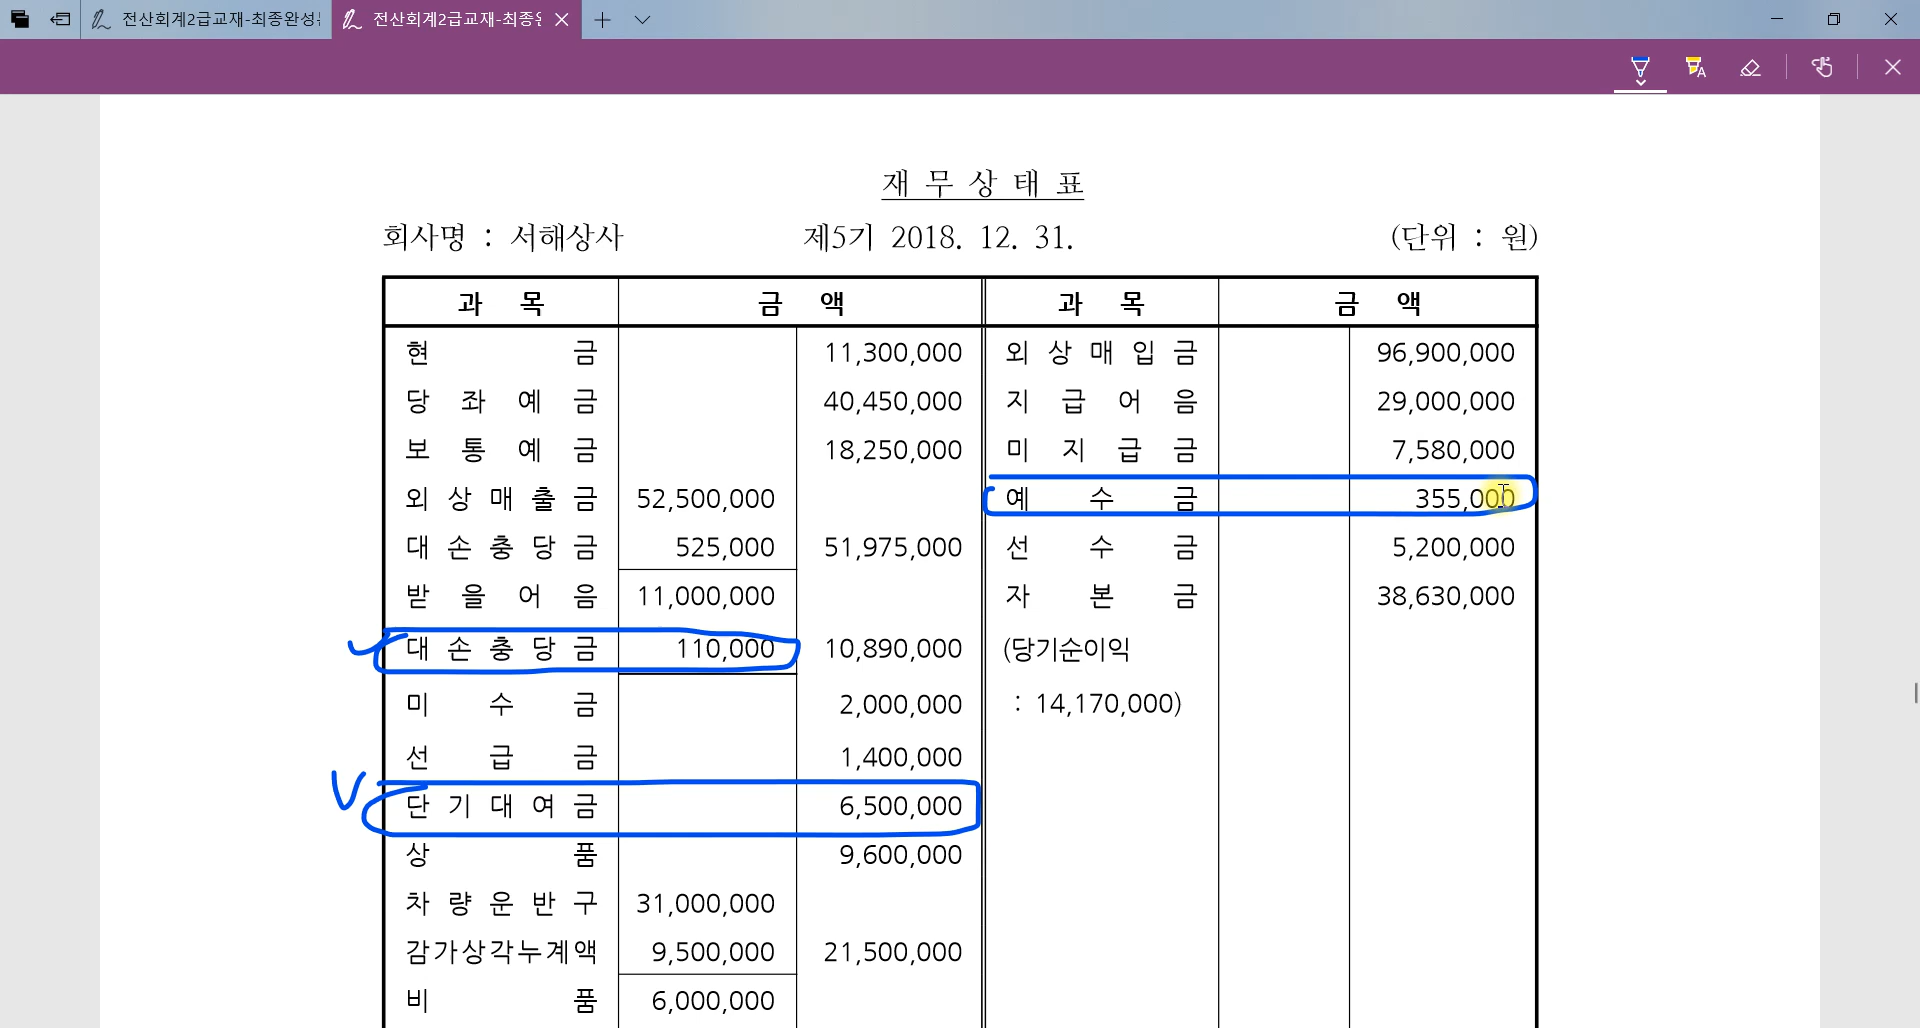 전산회계2급교재-최종완성본
전산회계2급교재-최종완
재 무 상 태 표
회사명 : 서해상사 제5기 2018. 12. 31. (단위 : 원)
과 목 금 액 과 목 금 액
현 금 11,300,000 외 상 매 입 금 96,900,000
당 좌 예 금 40,450,000 지 급 어 음 29,000,000
보 통 예 금 18,250,000 미 지 급 금 7,580,000
외 상 매 출 금 52,500,000 예 수 금 355,000
대 손 충 당 금 525,000 51,975,000 선 수 금 5,200,000
받 을 어 음 11,000,000 자 본 금 38,630,000
대 손 충 당 금 110,000 10,890,000 (당기순이익
미 수 금 2,000,000 : 14,170,000)
선 급 금 1,400,000
단 기 대 여 금 6,500,000
상 품 9,600,000
차 량 운 반 구 31,000,000
감가상각누계액 9,500,000 21,500,000
비 품 6,000,000